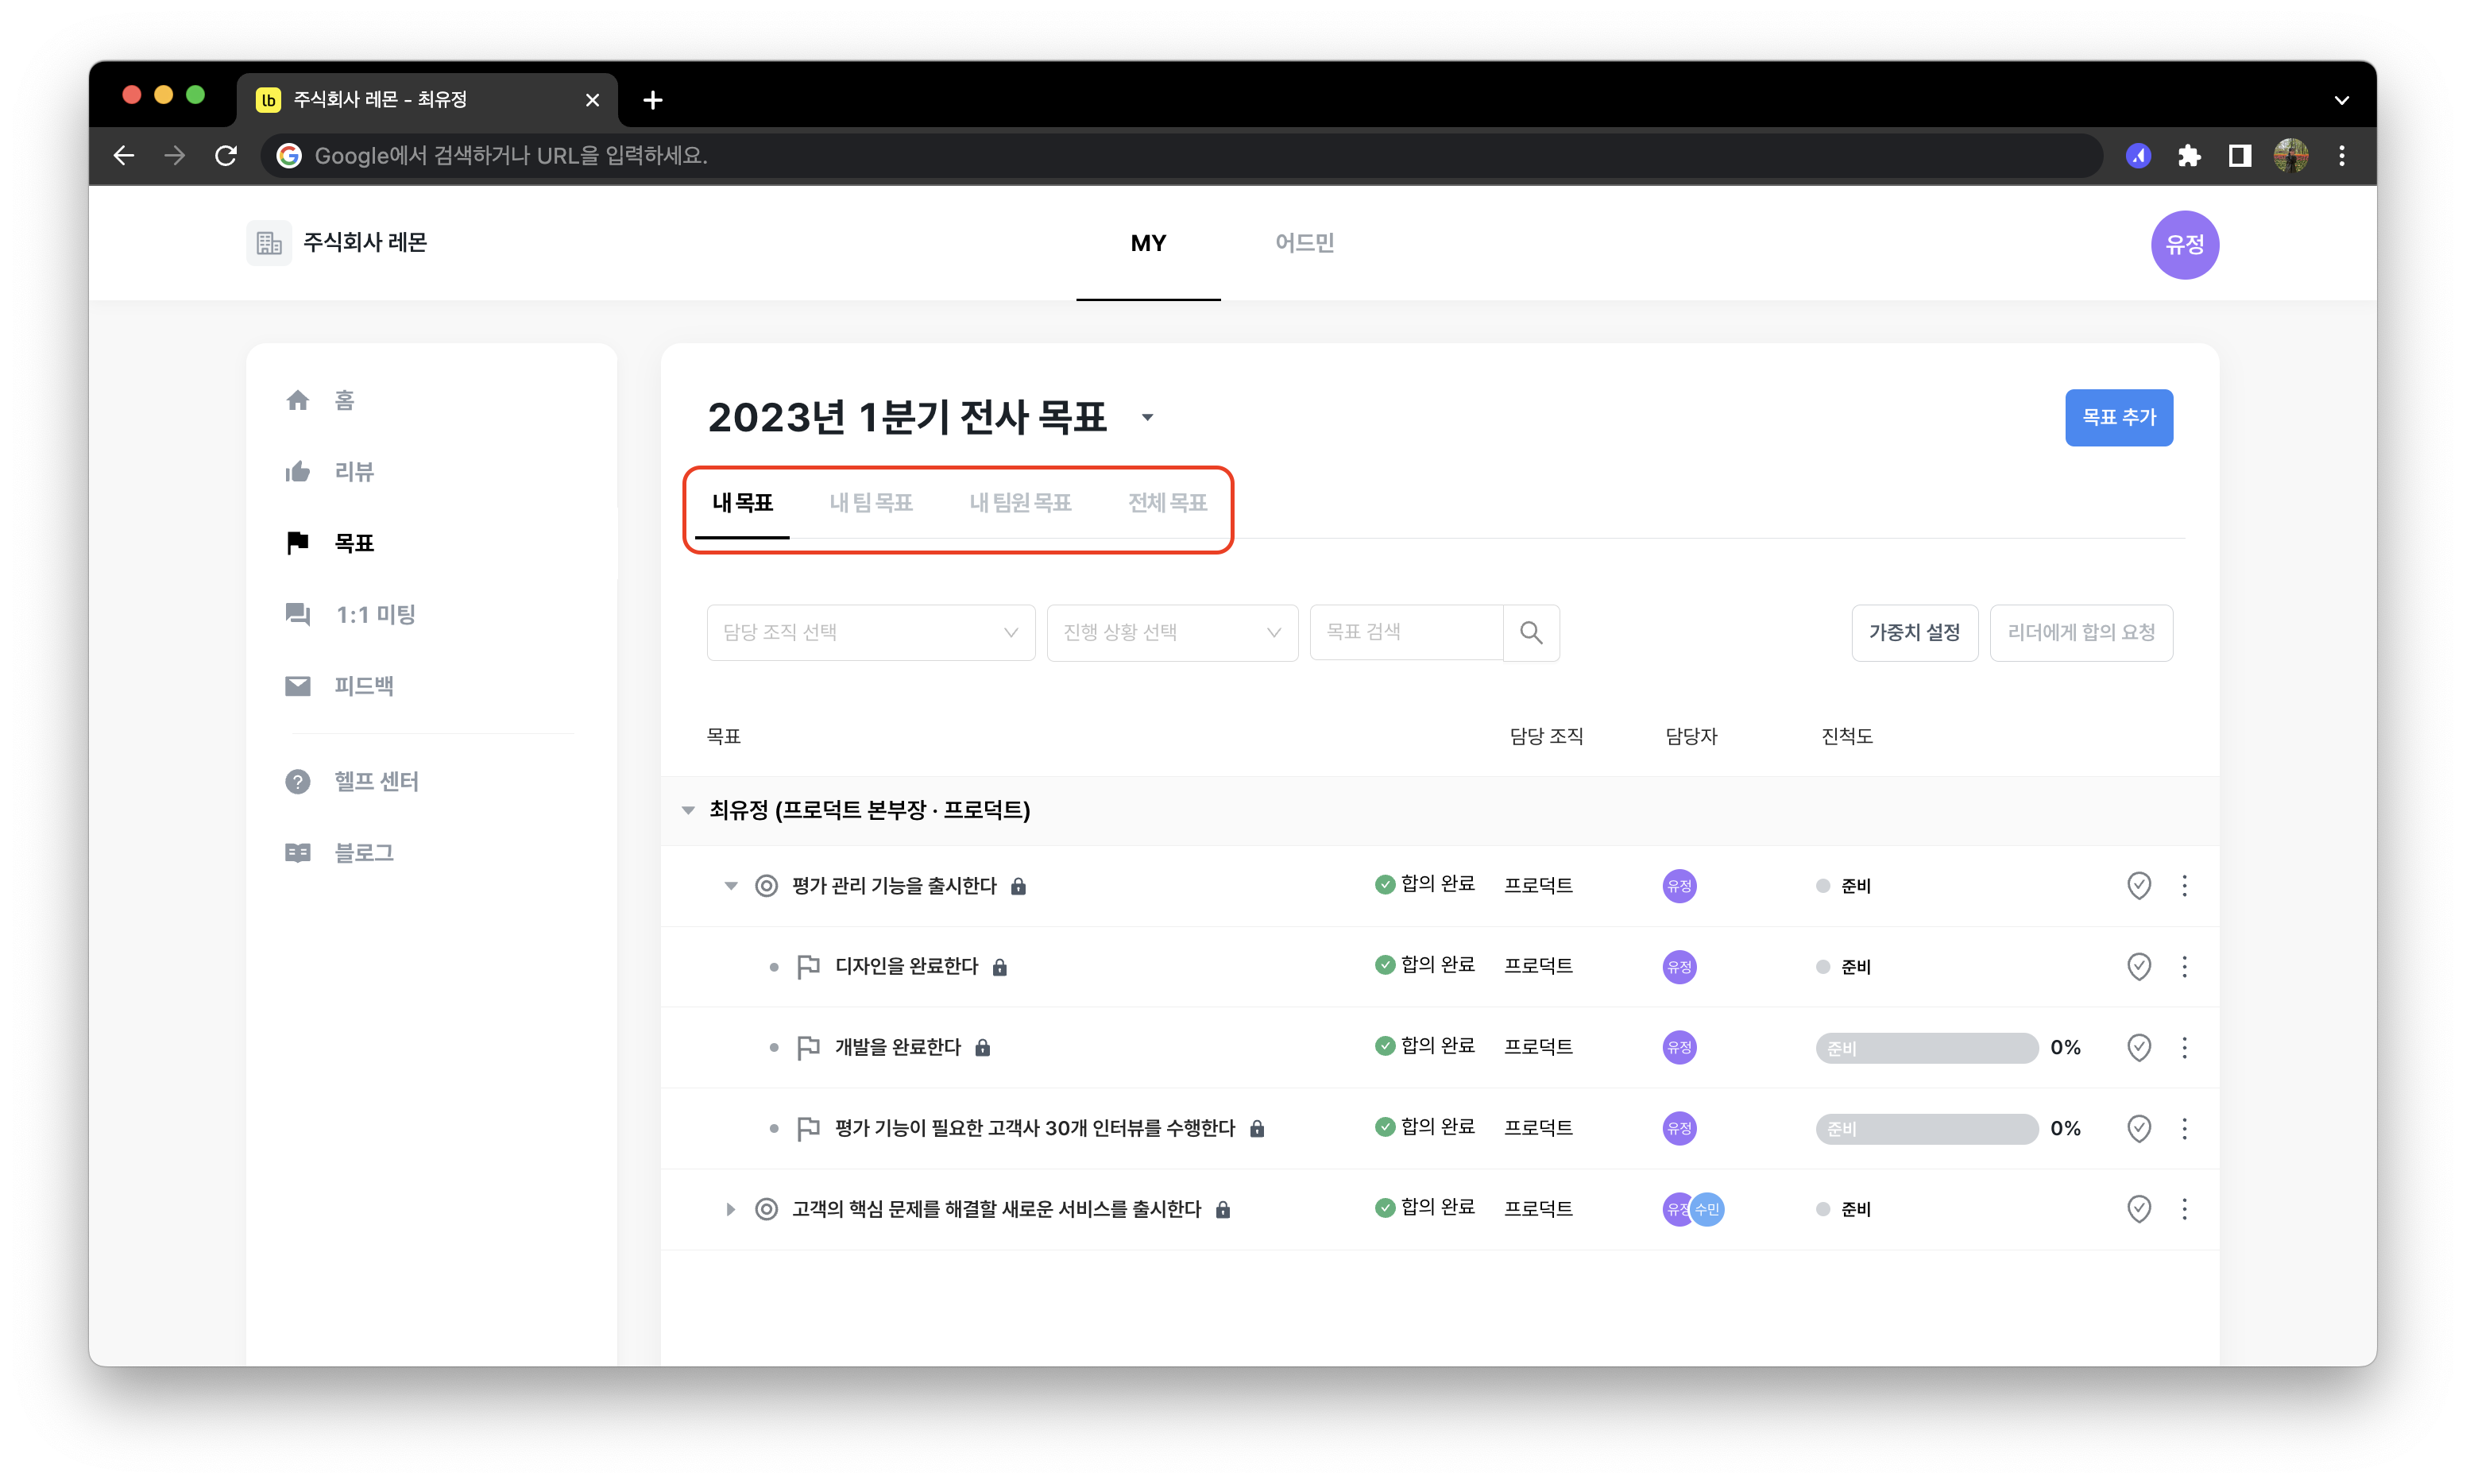 lb 주식회사 레몬 - 최유정
Google에서 검색하거나 URL을 입력하세요.
주식회사 레몬
MY
어드민
유정
홈
리뷰
목표
1:1 미팅
피드백
헬프 센터
블로그
2023년 1분기 전사 목표
목표 추가
내 목표 내 팀 목표 내 팀원 목표 전체 목표
담당 조직 선택 진행 상황 선택 목표 검색 가중치 설정 리더에게 합의 요청
목표 담당 조직 담당자 진척도
최유정 (프로덕트 본부장 · 프로덕트)
평가 관리 기능을 출시한다 합의 완료 프로덕트 유정 준비
디자인을 완료한다 합의 완료 프로덕트 유정 준비
개발을 완료한다 합의 완료 프로덕트 유정 준비 0%
평가 기능이 필요한 고객사 30개 인터뷰를 수행한다 합의 완료 프로덕트 유정 준비 0%
고객의 핵심 문제를 해결할 새로운 서비스를 출시한다 합의 완료 프로덕트 유정 수민 준비